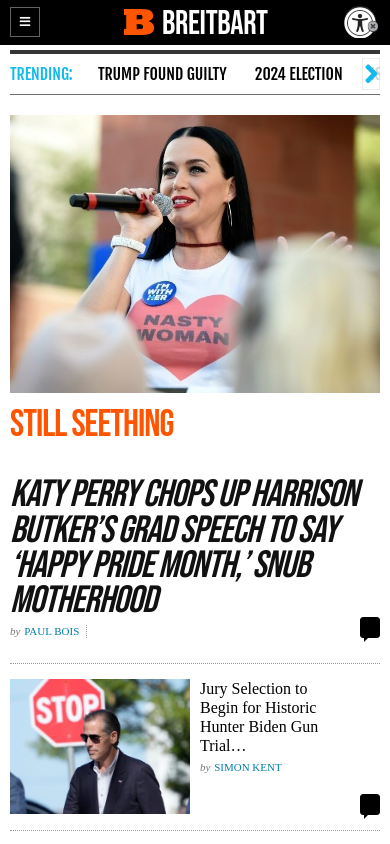 BREITBART
TRENDING:
TRUMP FOUND GUILTY
2024 ELECTION
I'M
WITH
HER
NASTY
WOMAN
STILL SEETHING
KATY PERRY CHOPS UP HARRISON
BUTKER'S GRAD SPEECH TO SAY
‘HAPPY PRIDE MONTH,’ SNUB
MOTHERHOOD
by PAUL BOIS
STOP
Jury Selection to
Begin for Historic
Hunter Biden Gun
Trial…
by SIMON KENT